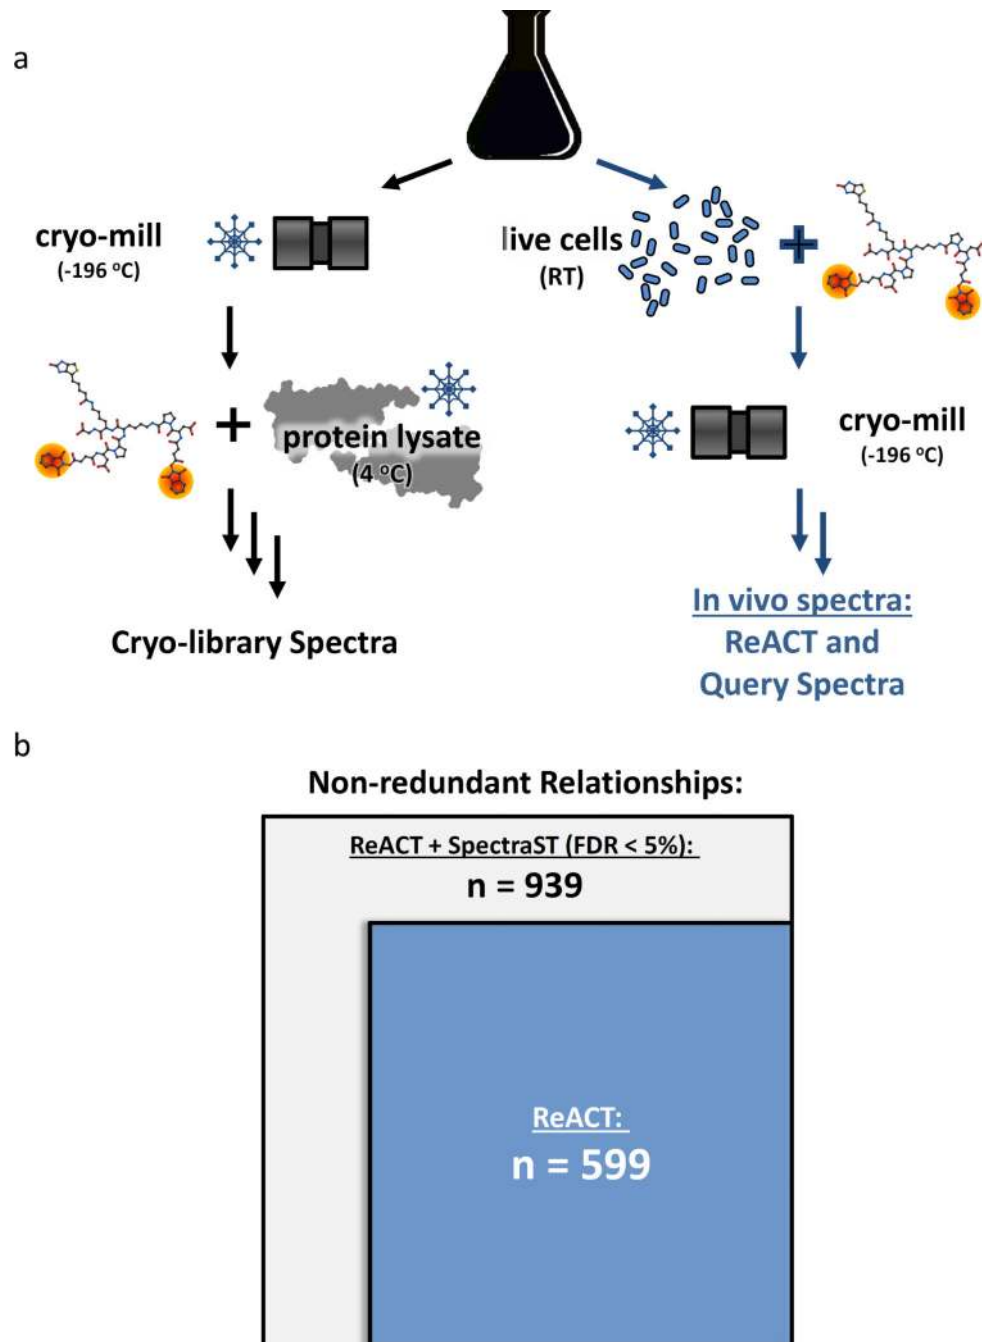 a
cryo-mill
(-196 °C)
live cells
(RT)
protein lysate
(4 °C)
cryo-mill
(-196 °C)
Cryo-library Spectra
In vivo spectra:
ReACT and
Query Spectra
b
Non-redundant Relationships:
ReACT + SpectraST (FDR < 5%):
n = 939
ReACT:
n = 599